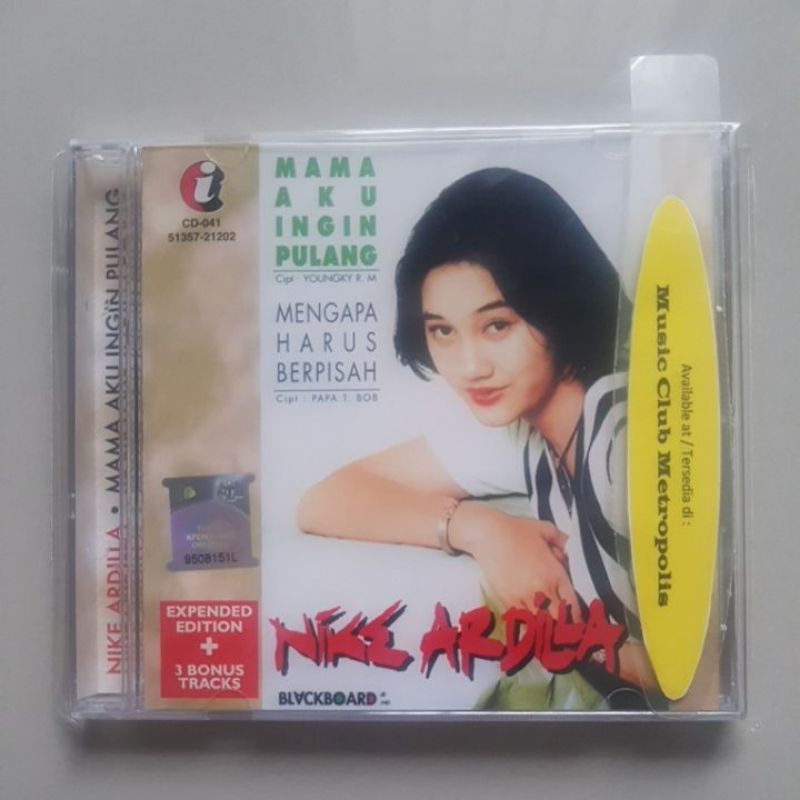 NIKE ARDILLA • MAMA AKU INGIN PULANG
i
CD-041
51357-21202
MAMA
AKU
INGIN
PULANG
Cipt : YOUNGKY R. M
MENGAPA
HARUS
BERPISAH
Cipt : PAPA T. BOB
9508151L
EXPENDED
EDITION
+
3 BONUS
TRACKS
NIKE ARDILLA
BLACKBOARD
Available at / Tersedia di :
Music Club Metropolis